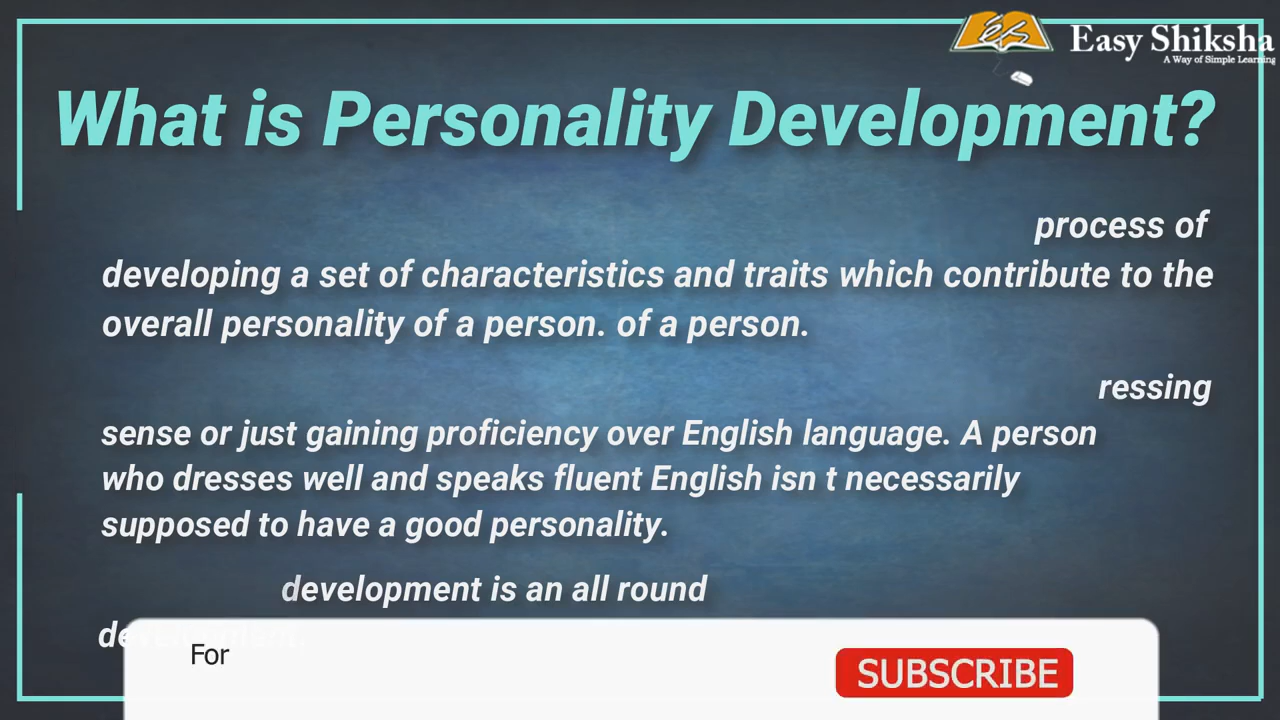 Easy Shiksha
A Way of Simple Learning
What is Personality Development?
process of
developing a set of characteristics and traits which contribute to the
overall personality of a person. of a person.
ressing
sense or just gaining proficiency over English language. A person
who dresses well and speaks fluent English isn t necessarily
supposed to have a good personality.
development is an all round
For
SUBSCRIBE